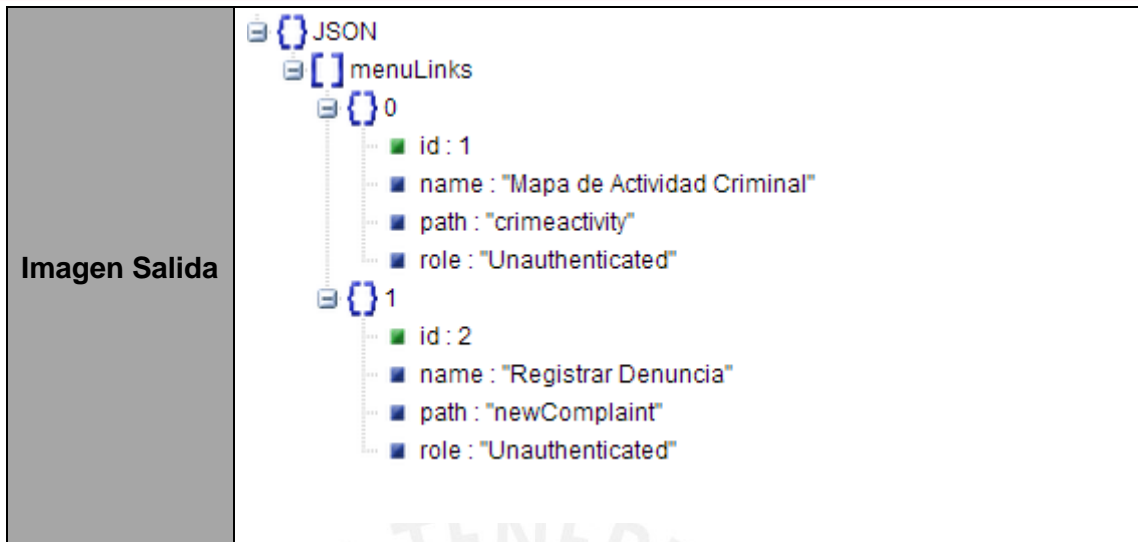 JSON
menuLinks
0
id : 1
name : "Mapa de Actividad Criminal"
path : "crimeactivity"
role : "Unauthenticated"
Imagen Salida
1
id : 2
name : "Registrar Denuncia"
path : "newComplaint"
role : "Unauthenticated"